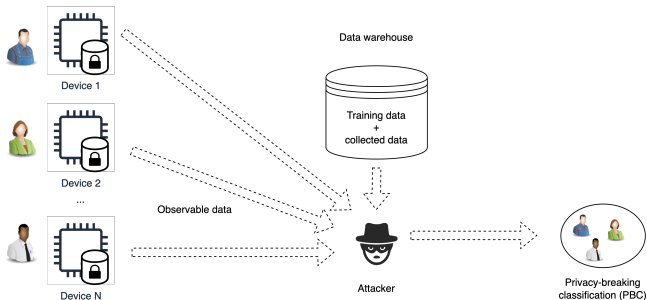 Device 1
Device 2
...
Device N
Observable data
Data warehouse
Training data
+
collected data
Attacker
Privacy-breaking
classification (PBC)